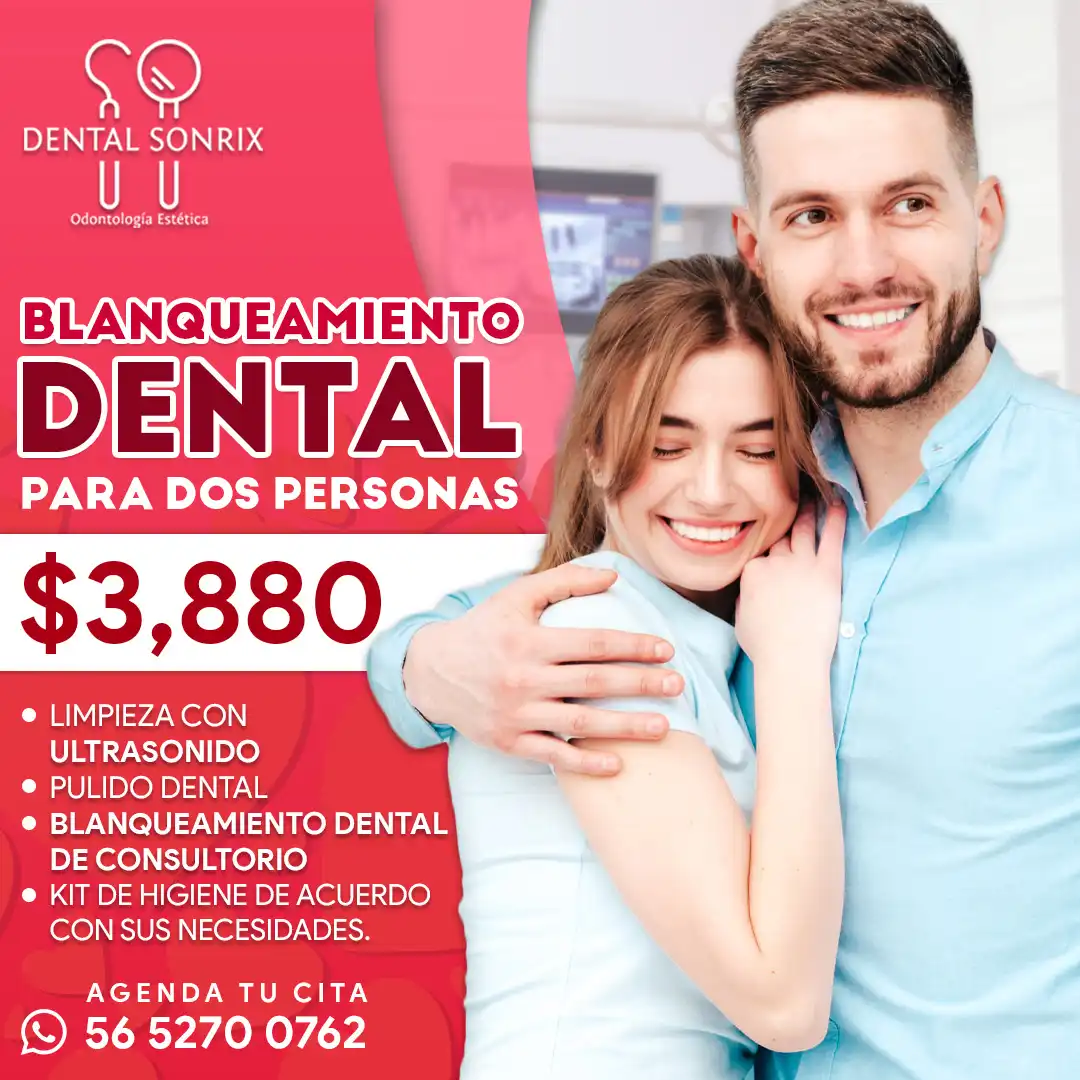 DENTAL SONRIX
Odontología Estética
BLANQUEAMIENTO
DENTAL
PARA DOS PERSONAS
$3,880
• LIMPIEZA CON
ULTRASONIDO
• PULIDO DENTAL
• BLANQUEAMIENTO DENTAL
DE CONSULTORIO
• KIT DE HIGIENE DE ACUERDO
CON SUS NECESIDADES.
AGENDA TU CITA
56 5270 0762